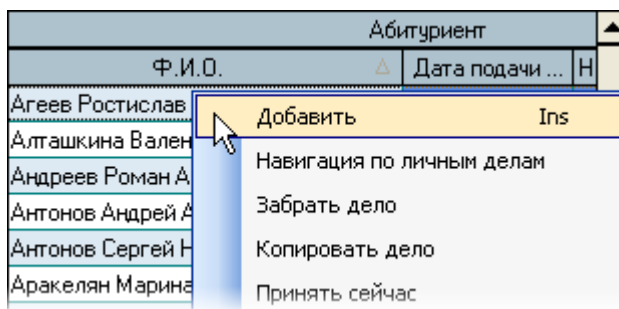 Абитуриент
Ф.И.О. Дата подачи ... Н
Агеев Ростислав
Добавить Ins
Алташкина Вален
Навигация по личным делам
Андреев Роман А
Забрать дело
Антонов Андрей А
Антонов Сергей Н
Копировать дело
Аракелян Марина
Принять сейчас